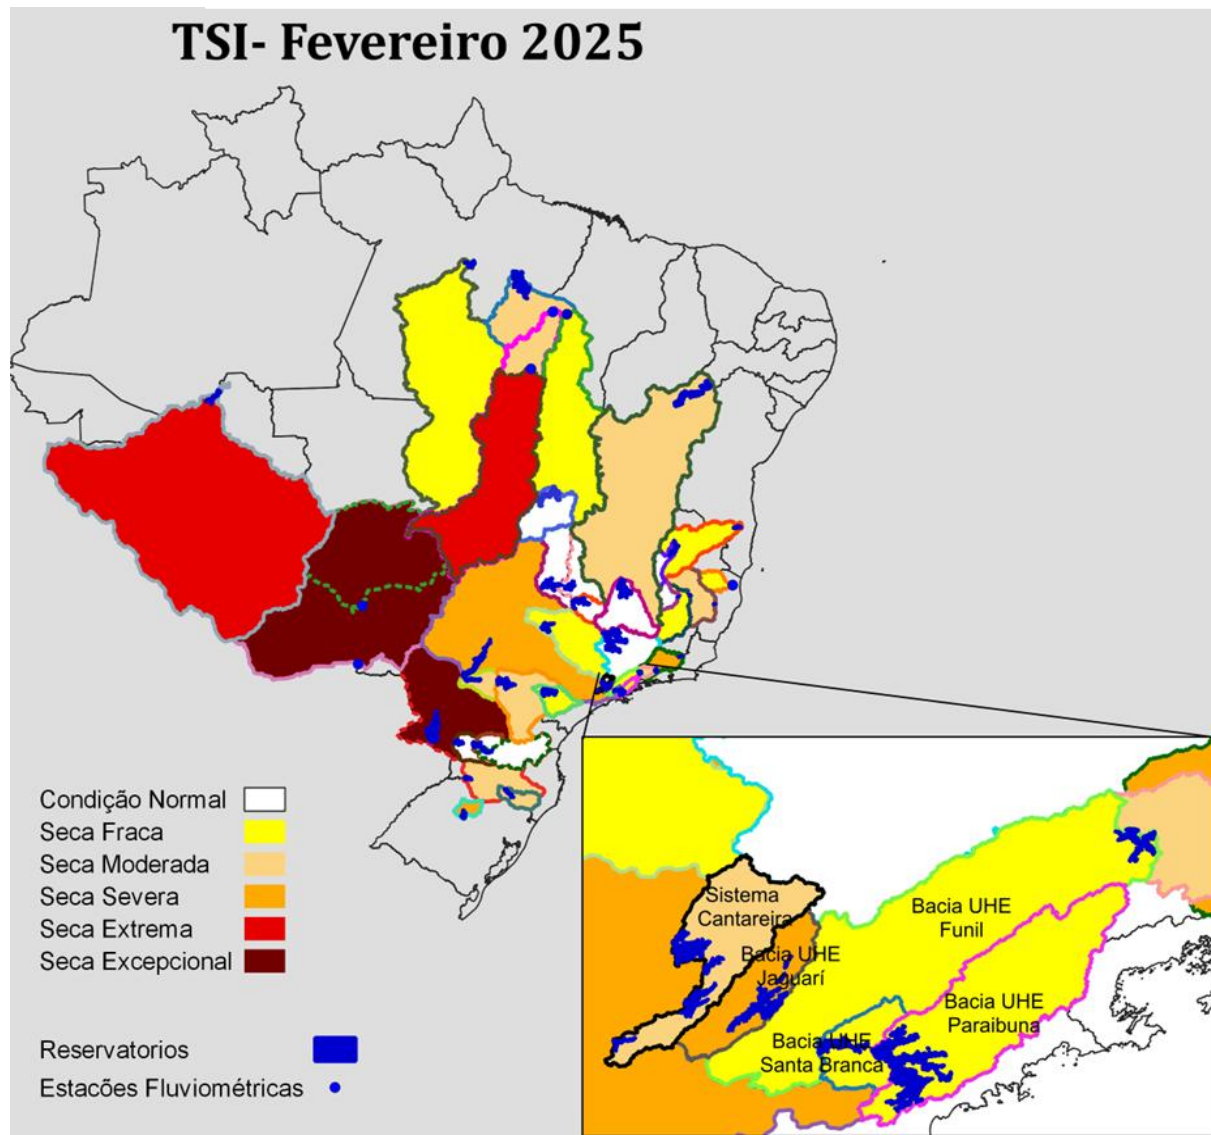 TSI- Fevereiro 2025
Condição Normal
Seca Fraca
Seca Moderada
Seca Severa
Seca Extrema
Seca Excepcional
Reservatorios
Estacões Fluviométricas
Sistema
Cantareira
Bacia UHE
Jaguarí
Bacia UHE
Funil
Bacia UHE
Paraibuna
Bacia UHE
Santa Branca